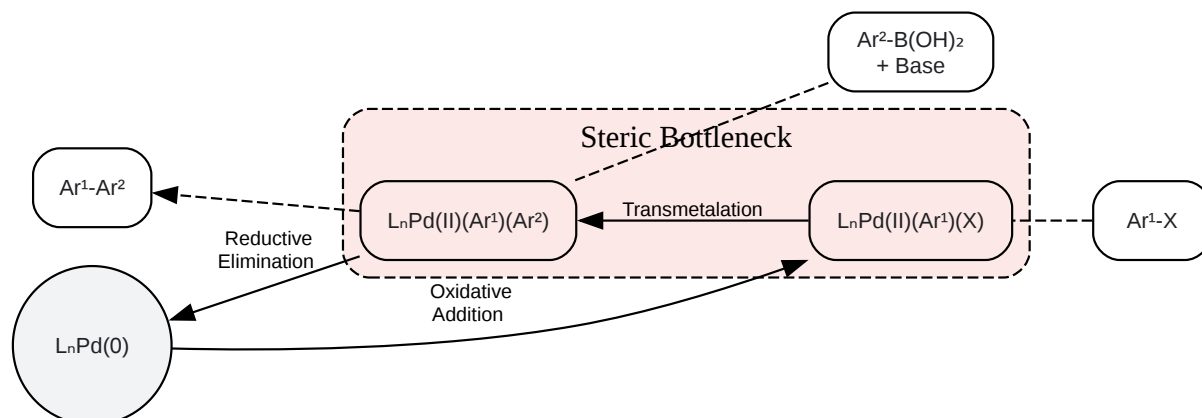 Ar²-B(OH)₂
+ Base
Steric Bottleneck
Ar¹-Ar²
LₙPd(II)(Ar¹)(Ar²)
Transmetalation
LₙPd(II)(Ar¹)(X)
Ar¹-X
Reductive
Elimination
Oxidative
Addition
LₙPd(0)